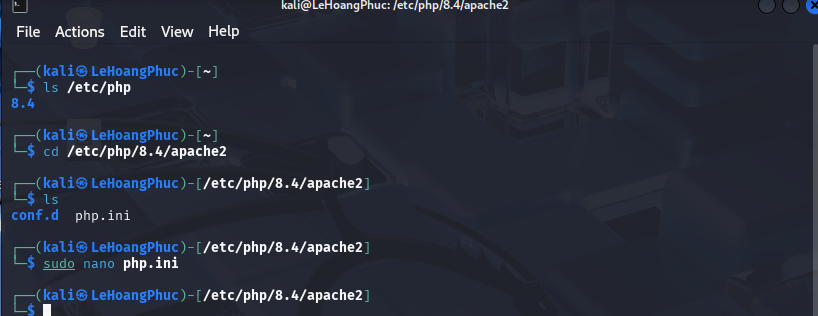 kali@LeHoangPhuc: /etc/php/8.4/apache2
File Actions Edit View Help
┌──(kali㉿LeHoangPhuc)-[~]
└─$ ls /etc/php
8.4
┌──(kali㉿LeHoangPhuc)-[~]
└─$ cd /etc/php/8.4/apache2
┌──(kali㉿LeHoangPhuc)-[/etc/php/8.4/apache2]
└─$ ls
conf.d  php.ini
┌──(kali㉿LeHoangPhuc)-[/etc/php/8.4/apache2]
└─$ sudo nano php.ini
┌──(kali㉿LeHoangPhuc)-[/etc/php/8.4/apache2]
└─$